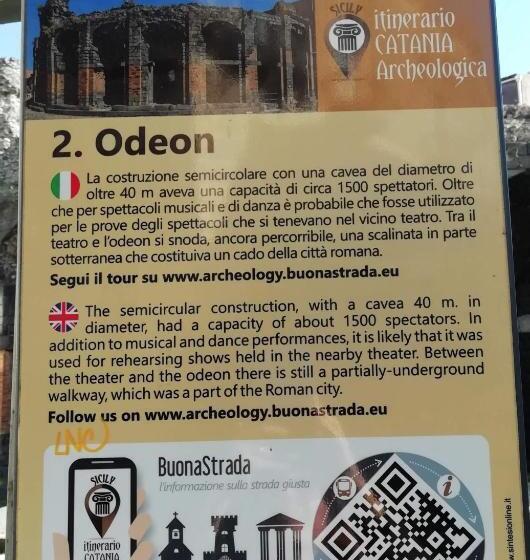 SICILY
itinerario
CATANIA
Archeologica
2. Odeon
La costruzione semicircolare con una cavea del diametro di
oltre 40 m aveva una capacità di circa 1500 spettatori. Oltre
che per spettacoli musicali e di danza è probabile che fosse utilizzato
per le prove degli spettacoli che si tenevano nel vicino teatro. Tra il
teatro e l'odeon si snoda, ancora percorribile, una scalinata in parte
sotterranea che costituiva un cado della città romana.
Segui il tour su www.archeology.buonastrada.eu
The semicircular construction, with a cavea 40 m. in
diameter, had a capacity of about 1500 spectators. In
addition to musical and dance performances, it is likely that it was
used for rehearsing shows held in the nearby theater. Between
the theater and the odeon there is still a partially-underground
walkway, which was a part of the Roman city.
Follow us on www.archeology.buonastrada.eu
LNC
BuonaStrada
l'informazione sulla strada giusta
SICILY
itinerario
CATANIA
i